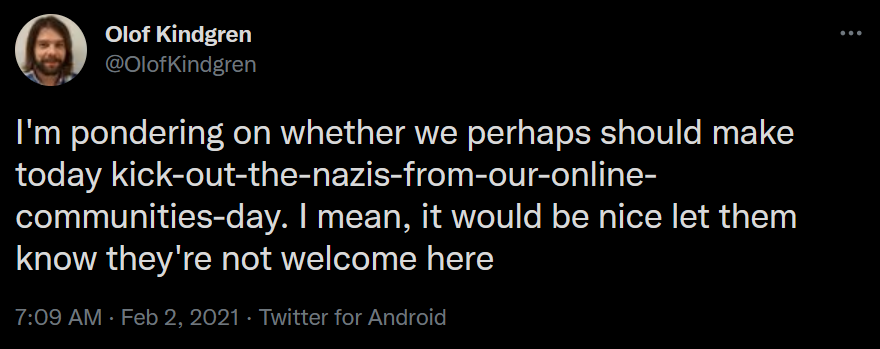 Olof Kindgren
@OlofKindgren
I'm pondering on whether we perhaps should make
today kick-out-the-nazis-from-our-online-
communities-day. I mean, it would be nice let them
know they're not welcome here
7:09 AM · Feb 2, 2021 · Twitter for Android